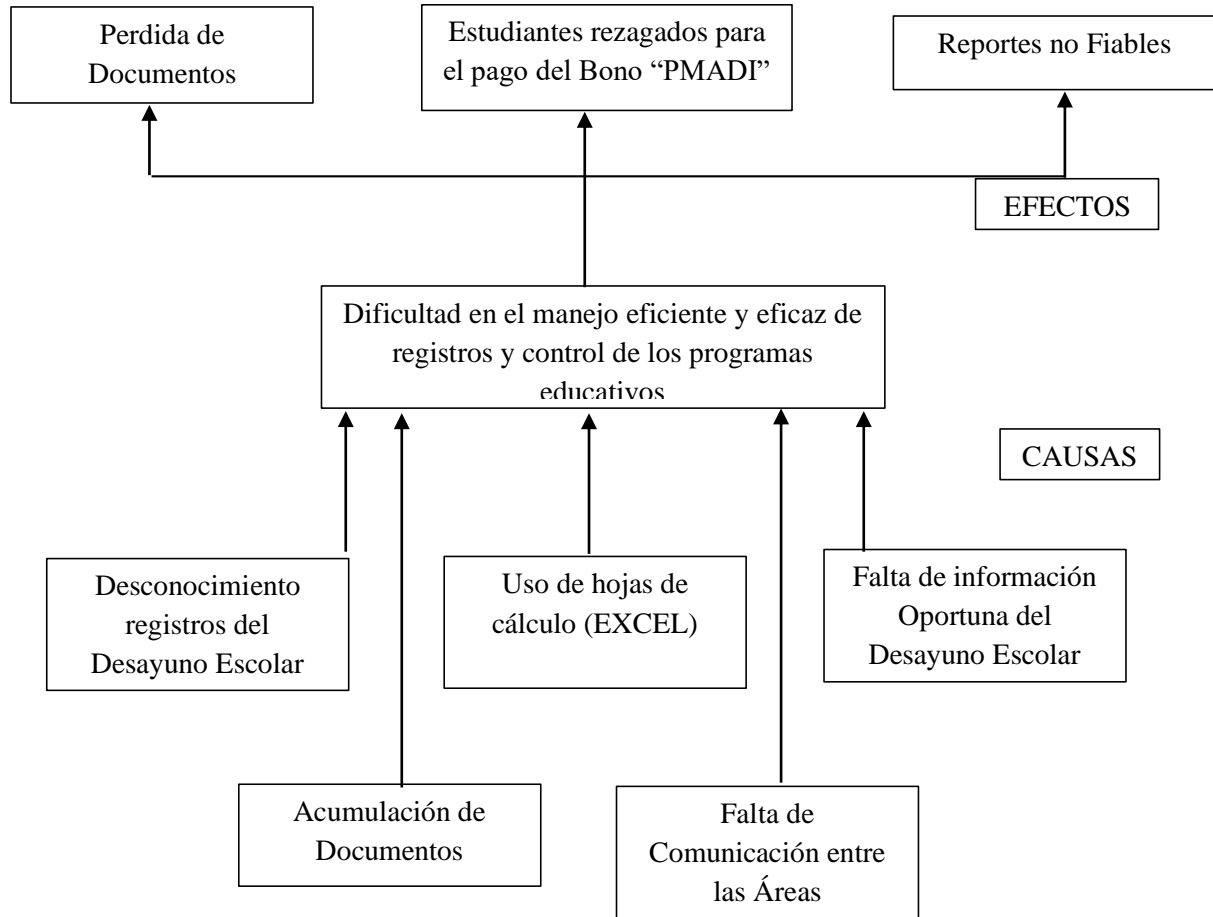 Perdida de
Documentos
Estudiantes rezagados para
el pago del Bono “PMADI”
Reportes no Fiables
EFECTOS
Dificultad en el manejo eficiente y eficaz de
registros y control de los programas
educativos
CAUSAS
Desconocimiento
registros del
Desayuno Escolar
Uso de hojas de
cálculo (EXCEL)
Falta de información
Oportuna del
Desayuno Escolar
Acumulación de
Documentos
Falta de
Comunicación entre
las Áreas